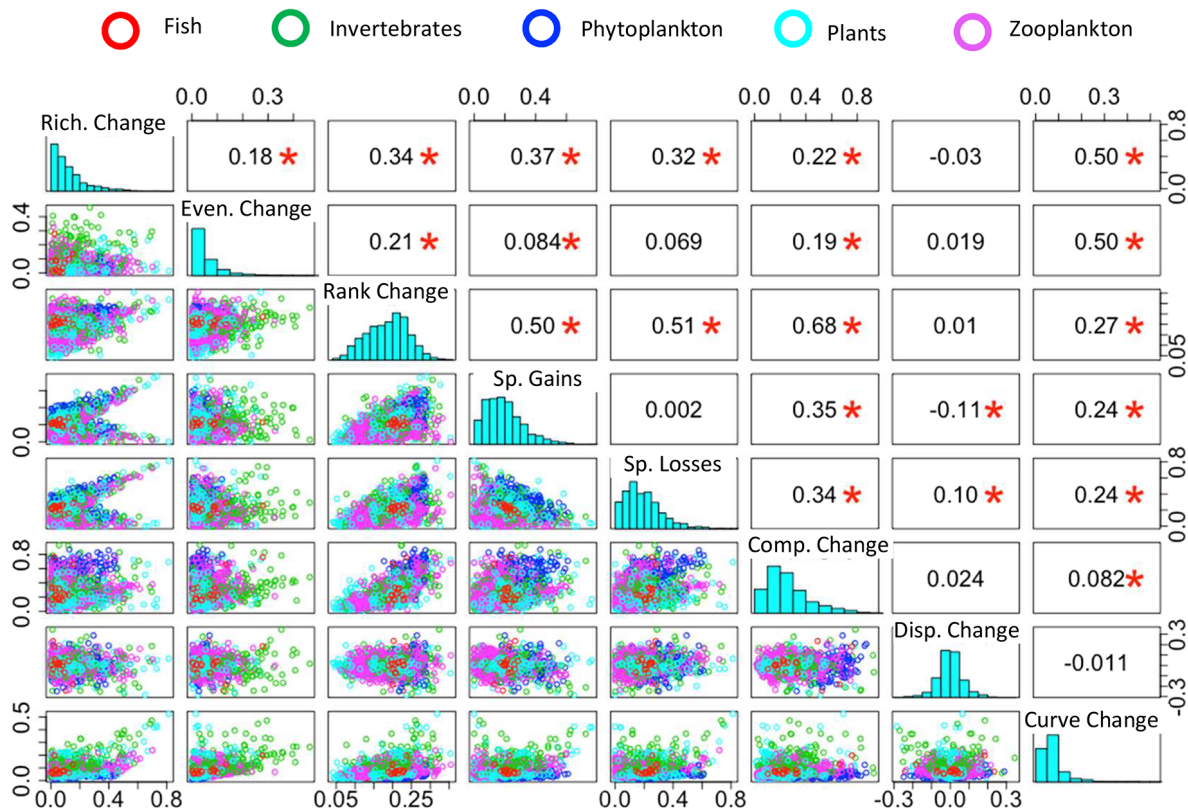 Fish Invertebrates Phytoplankton Plants Zooplankton
0.0 0.3 0.0 0.4 0.0 0.4 0.8 0.0 0.3
Rich. Change 0.18 * 0.34 * 0.37 * 0.32 * 0.22 * -0.03 0.50 * 0.0 0.8
0.0 0.4 Even. Change 0.21 * 0.084* 0.069 0.19 * 0.019 0.50 *
Rank Change 0.50 * 0.51 * 0.68 * 0.01 0.27 * 0.05
0.0 Sp. Gains 0.002 0.35 * -0.11* 0.24 *
Sp. Losses 0.34 * 0.10 * 0.24 * 0.0 0.8
0.0 0.8 Comp. Change 0.024 0.082*
Disp. Change -0.011 -0.3 0.3
0.0 0.5 Curve Change
0.0 0.4 0.8 0.05 0.25 0.0 0.4 0.8 -0.3 0.0 0.3